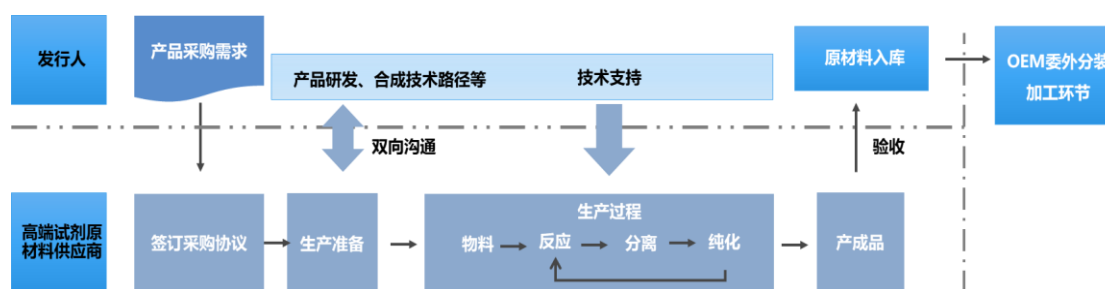 发行人
产品采购需求
产品研发、合成技术路径等
技术支持
原材料入库
OEM委外分装
加工环节
双向沟通
验收
高端试剂原
材料供应商
签订采购协议
生产准备
生产过程
物料
反应
分离
纯化
产成品